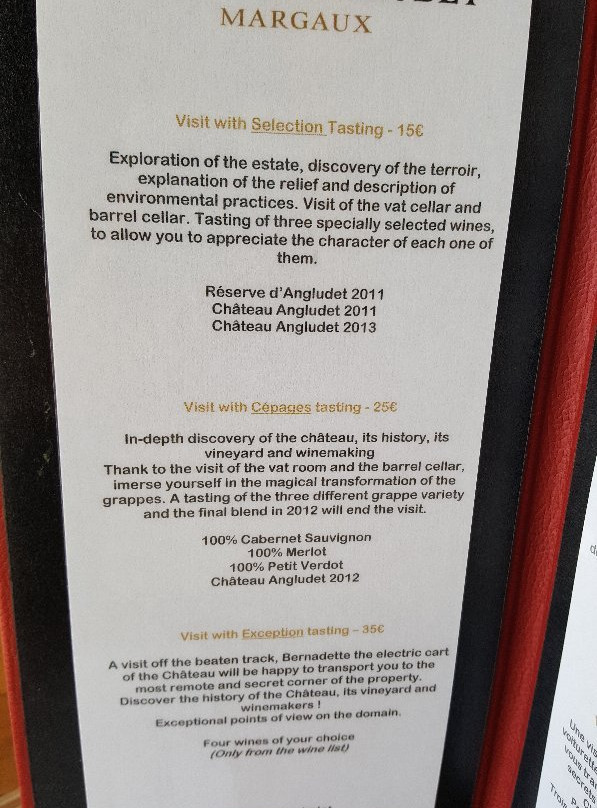 MARGAUX
Visit with Selection Tasting - 15€
Exploration of the estate, discovery of the terroir,
explanation of the relief and description of
environmental practices. Visit of the vat cellar and
barrel cellar. Tasting of three specially selected wines,
to allow you to appreciate the character of each one of
them.
Réserve d'Angludet 2011
Château Angludet 2011
Château Angludet 2013
Visit with Cépages tasting - 25€
In-depth discovery of the château, its history, its
vineyard and winemaking
Thank to the visit of the vat room and the barrel cellar,
imerse yourself in the magical transformation of the
grappes. A tasting of the three different grappe variety
and the final blend in 2012 will end the visit.
100% Cabernet Sauvignon
100% Merlot
100% Petit Verdot
Château Angludet 2012
Visit with Exception tasting – 35€
A visit off the beaten track, Bernadette the electric cart
of the Château will be happy to transport you to the
most remote and secret corner of the property.
Discover the history of the Château, its vineyard and
winemakers !
Exceptional points of view on the domain.
Four wines of your choice
(Only from the wine list)
Une vis
voiturette
vous tra
secrets